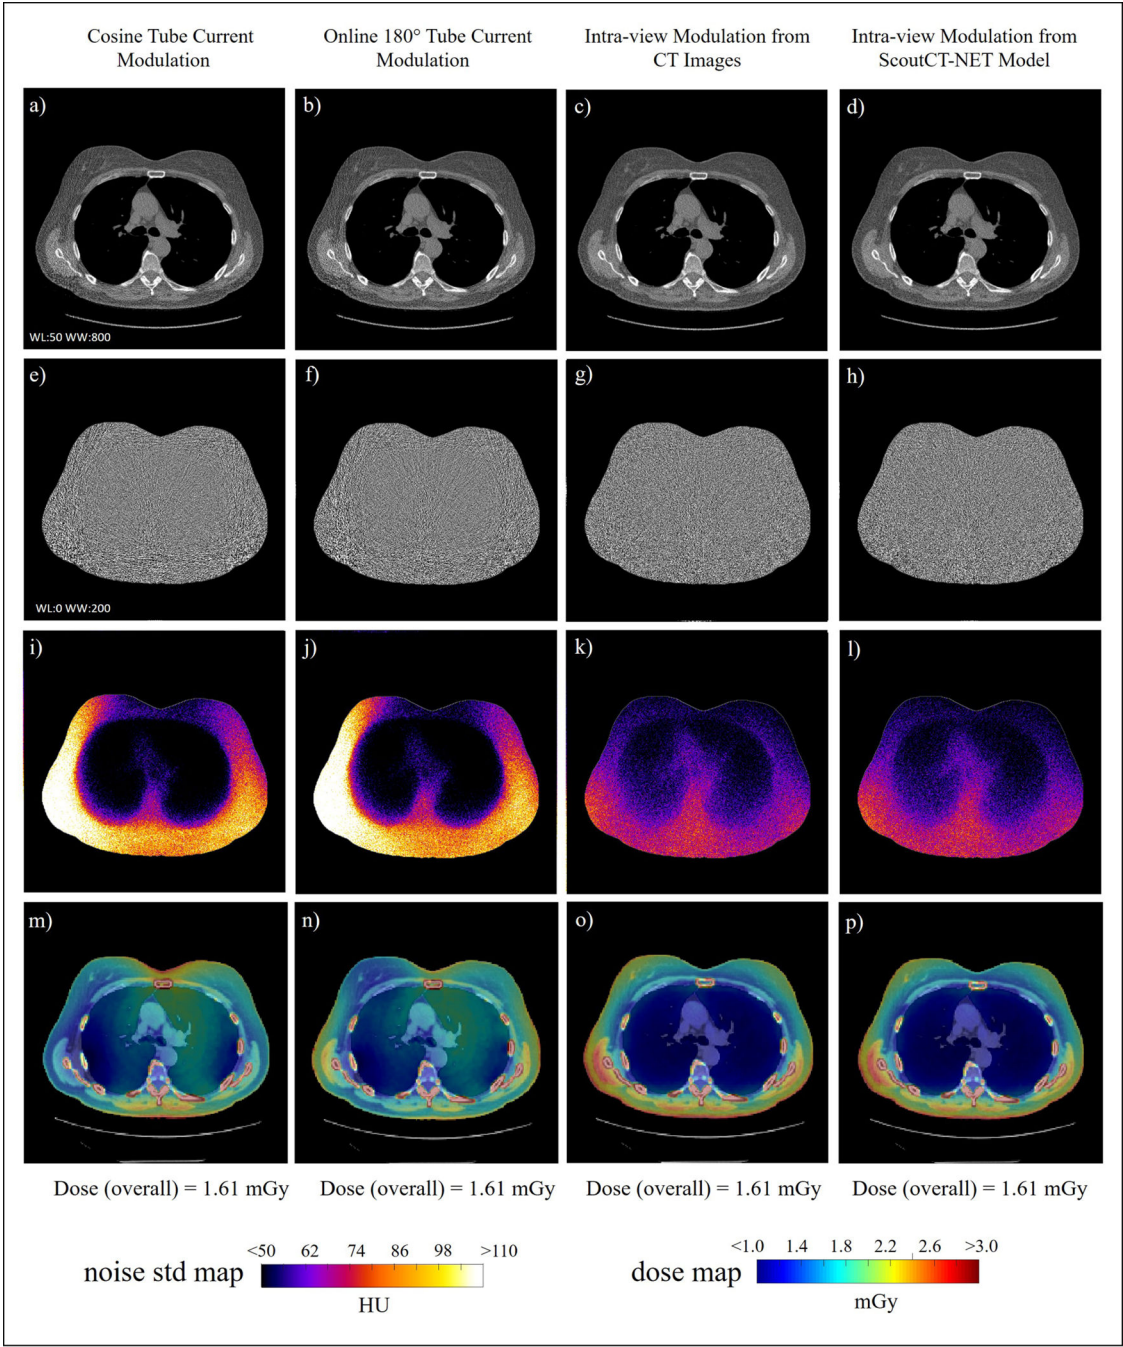 Cosine Tube Current
Modulation
Online 180° Tube Current
Modulation
Intra-view Modulation from
CT Images
Intra-view Modulation from
ScoutCT-NET Model
a)
b)
c)
d)
WL:50 WW:800
e)
f)
g)
h)
WL:0 WW:200
i)
j)
k)
l)
m)
n)
o)
p)
Dose (overall) = 1.61 mGy
Dose (overall) = 1.61 mGy
Dose (overall) = 1.61 mGy
Dose (overall) = 1.61 mGy
<50 62 74 86 98 >110
noise std map
HU
<1.0 1.4 1.8 2.2 2.6 >3.0
dose map
mGy